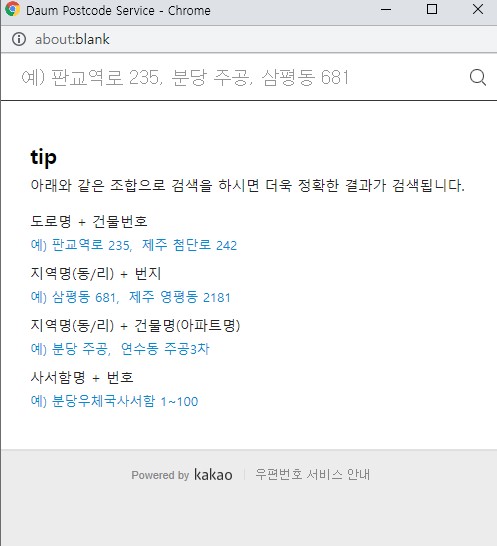 Daum Postcode Service - Chrome
about:blank
예) 판교역로 235, 분당 주공, 삼평동 681
tip
아래와 같은 조합으로 검색을 하시면 더욱 정확한 결과가 검색됩니다.
도로명 + 건물번호
예) 판교역로 235, 제주 첨단로 242
지역명(동/리) + 번지
예) 삼평동 681, 제주 영평동 2181
지역명(동/리) + 건물명(아파트명)
예) 분당 주공, 연수동 주공3차
사서함명 + 번호
예) 분당우체국사서함 1~100
Powered by kakao 우편번호 서비스 안내